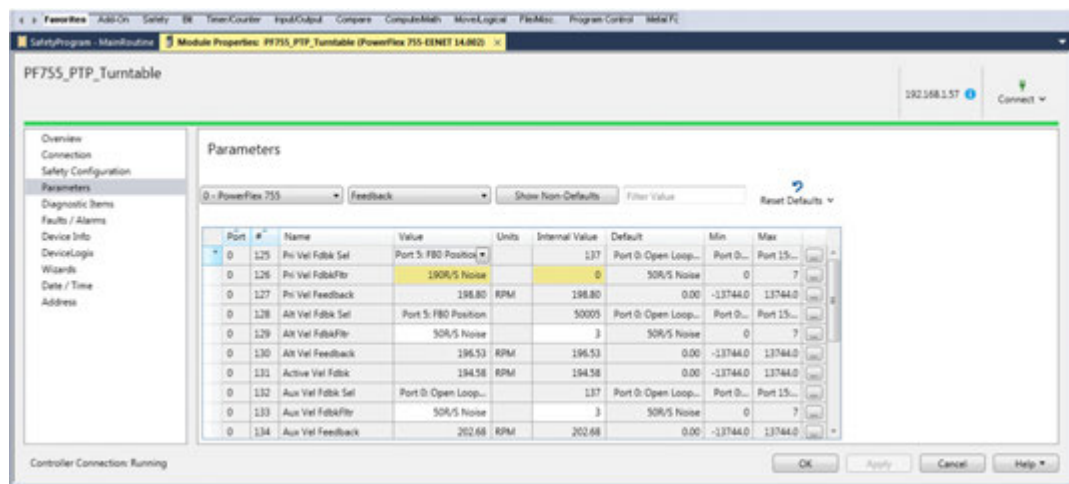 Favorites Add-On Safety Bit Timer/Counter Input/Output Compare Compute/Math Move/Logical File/Misc. Program Control
SafetyProgram - MainRoutine Module Properties: PF755_PTP_Turntable (PowerFlex 755-EENET 14.002) ×
PF755_PTP_Turntable
192.168.1.57 Connect
Overview
Connection
Safety Configuration
Parameters
Diagnostic Items
Faults / Alarms
Device Info
DeviceLogix
Wizards
Date / Time
Address
Parameters
0 - PowerFlex 755 Feedback Show Non-Defaults Filter Value Reset Defaults
Port # Name Value Units Internal Value Default Min Max
* 0 125 Pri Vel Fdbk Sel Port 5: FB0 Position 137 Port 0: Open Loop... Port 0:... Port 15:... ...
0 126 Pri Vel FdbkFltr 190R/S Noise 0 50R/S Noise 0 7 ...
0 127 Pri Vel Feedback 198.80 RPM 198.80 0.00 -13744.0 13744.0 ...
0 128 Alt Vel Fdbk Sel Port 5: FB0 Position 50005 Port 0: Open Loop... Port 0:... Port 15:... ...
0 129 Alt Vel FdbkFltr 50R/S Noise 3 50R/S Noise 0 7 ...
0 130 Alt Vel Feedback 196.53 RPM 196.53 0.00 -13744.0 13744.0 ...
0 131 Active Vel Fdbk 194.58 RPM 194.58 0.00 -13744.0 13744.0 ...
0 132 Aux Vel Fdbk Sel Port 0: Open Loop... 137 Port 0: Open Loop... Port 0:... Port 15:... ...
0 133 Aux Vel FdbkFltr 50R/S Noise 3 50R/S Noise 0 7 ...
0 134 Aux Vel Feedback 202.68 RPM 202.68 0.00 -13744.0 13744.0 ...
Controller Connection: Running OK Apply Cancel Help